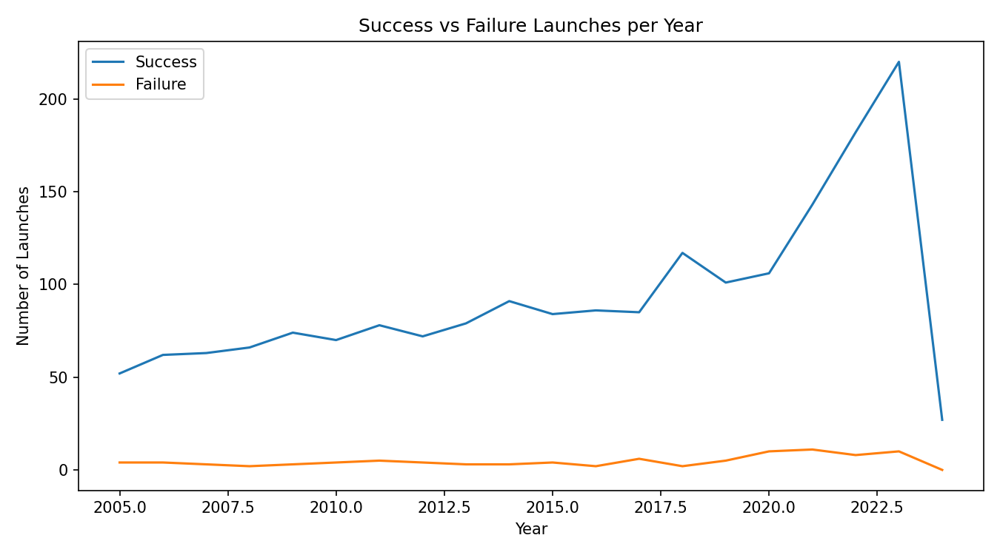 Success vs Failure Launches per Year
Success
Failure
Number of Launches
200
150
100
50
0
2005.0 2007.5 2010.0 2012.5 2015.0 2017.5 2020.0 2022.5
Year